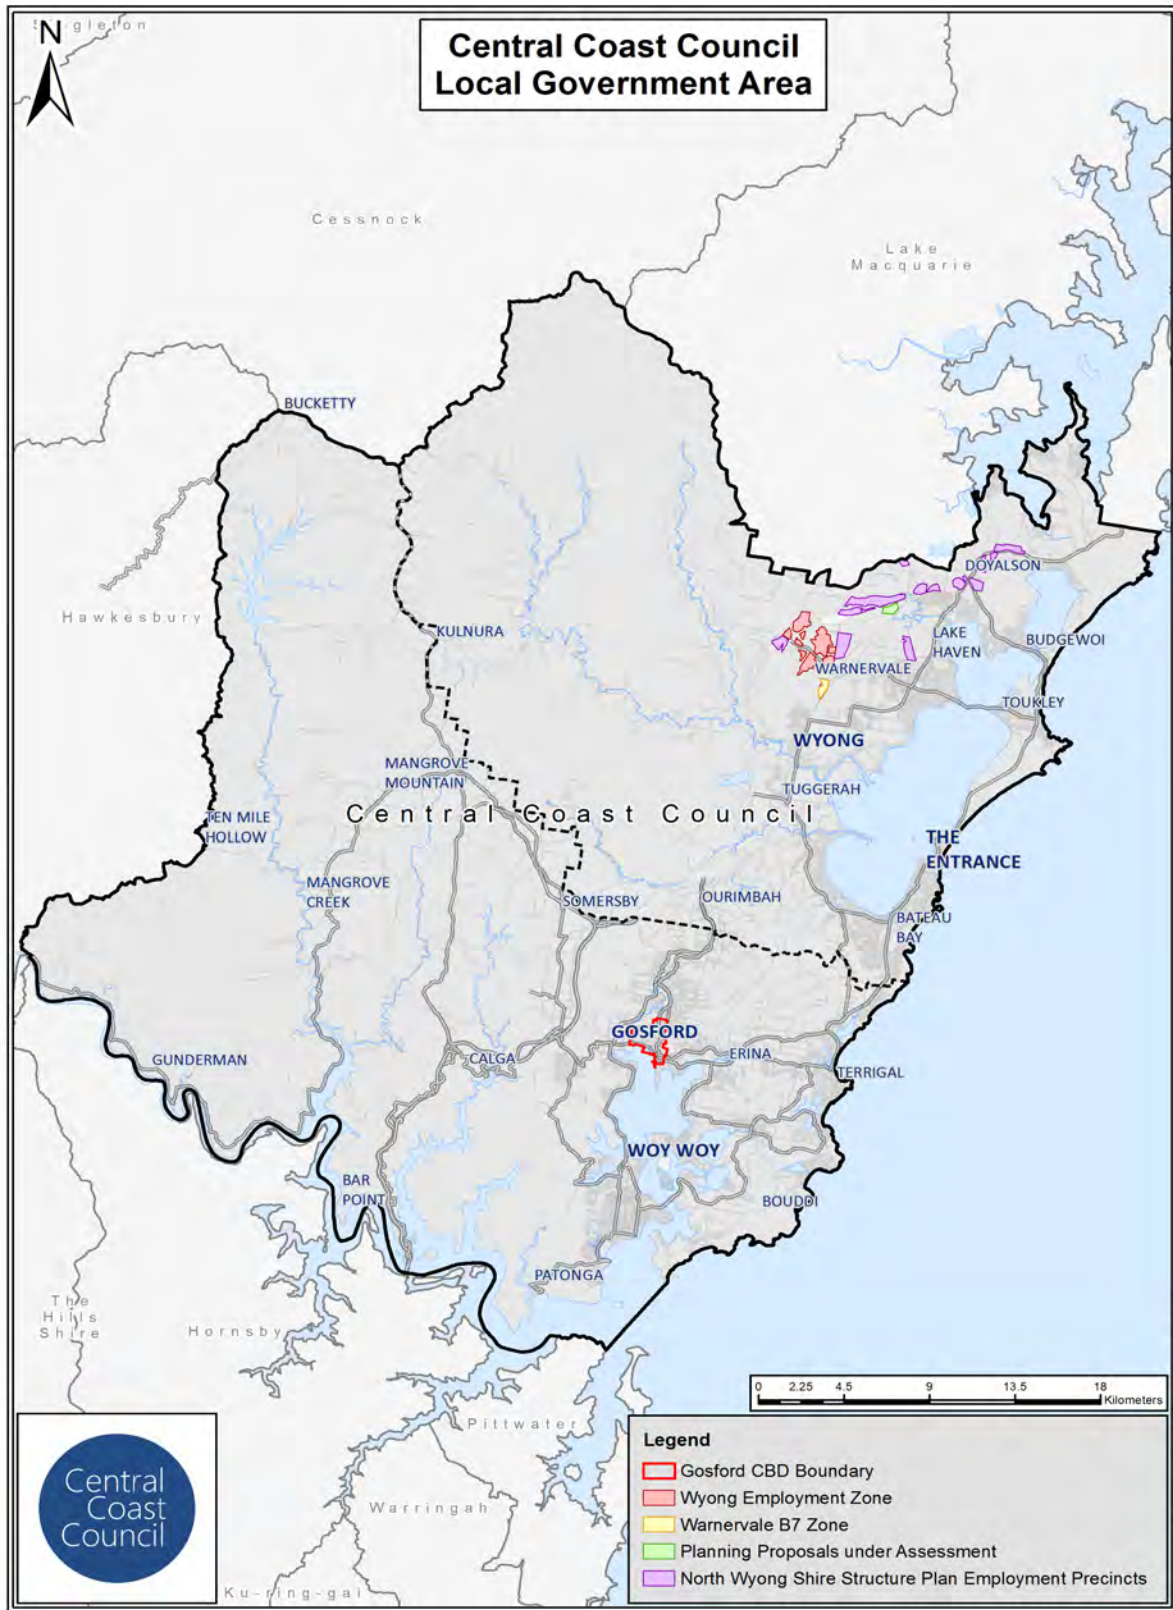 Singleton
N
Central Coast Council
Local Government Area
Cessnock
Lake
Macquarie
BUCKETTY
DOYALSON
Hawkesbury
KULNURA
LAKE
HAVEN
BUDGEWOI
WARNERVALE
TOUKLEY
WYONG
MANGROVE
MOUNTAIN
TUGGERAH
Central Coast Council
TEN MILE
HOLLOW
THE
ENTRANCE
MANGROVE
CREEK
SOMERSBY
OURIMBAH
BATEAU
BAY
GOSFORD
GUNDERMAN
CALGA
ERINA
TERRIGAL
WOY WOY
BAR
POINT
BOUDDI
PATONGA
The
Hills
Shire
Hornsby
0 2.25 4.5 9 13.5 18
Kilometers
Pittwater
Warringah
Ku-ring-gai
Central
Coast
Council
Legend
Gosford CBD Boundary
Wyong Employment Zone
Warnervale B7 Zone
Planning Proposals under Assessment
North Wyong Shire Structure Plan Employment Precincts